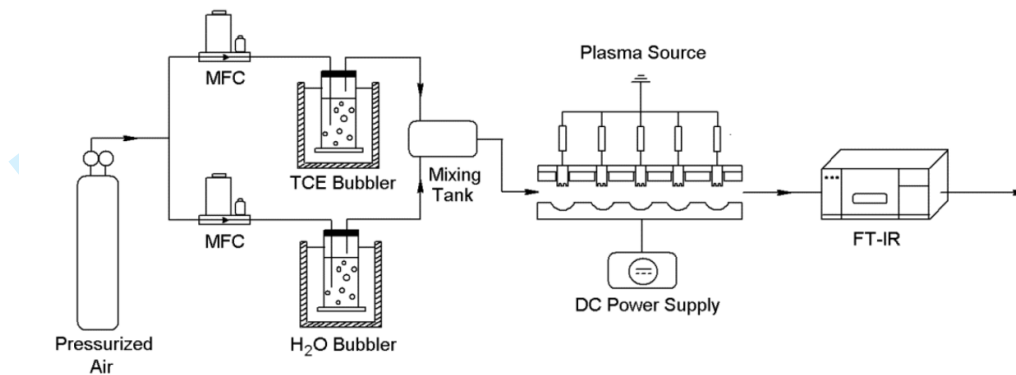 Plasma Source
MFC
TCE Bubbler
Mixing
Tank
MFC
FT-IR
DC Power Supply
Pressurized
Air
H₂O Bubbler